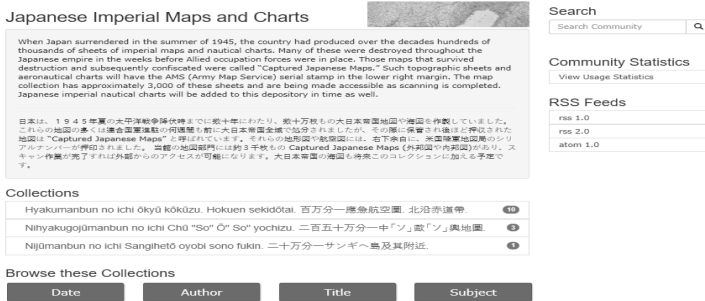 Japanese Imperial Maps and Charts
When Japan surrendered in the summer of 1945, the country had produced over the decades hundreds of
thousands of sheets of imperial maps and nautical charts. Many of these were destroyed throughout the
Japanese empire in the weeks before Allied occupation forces were in place. Those maps that survived
destruction and subsequently confiscated were called "Captured Japanese Maps." Such topographic sheets and
aeronautical charts will have the AMS (Army Map Service) serial stamp in the lower right margin. The map
collection has approximately 3,000 of these sheets and are being made accessible as scanning is completed.
Japanese imperial nautical charts will be added to this depository in time as well.
日本は、１９４５年夏の太平洋戦争降伏時までに数十年にわたり、数十万枚もの大日本帝国地図や海図を作製していました。
これらの地図の多くは連合国軍進駐の何週間も前に大日本帝国全域で処分されましたが、その際に保管され後ほど押収された
地図は "Captured Japanese Maps" と呼ばれています。それらの地形図や航空図には、右下余白に、米国陸軍地図局のシリ
アルナンバーが押印されました。 当館の地図部門には約３千枚もの Captured Japanese Maps (外邦図や内邦図)があり、ス
キャン作業が完了すれば外部からのアクセスが可能になります。大日本帝国の海図も将来このコレクションに加える予定で
す。
Collections
Hyakumanbun no ichi ōkyū kōkūzu. Hokuen sekidōtai. 百万分一應急航空圖. 北沿赤道帶. 10
Nihyakugojūmanbun no ichi Chū "So" Ō" So" yochizu. 二百五十万分一中「ソ」歐「ソ」輿地圖. 3
Nijūmanbun no ichi Sangihetō oyobi sono fukin. 二十万分一サンギヘ島及其附近. 1
Browse these Collections
Date Author Title Subject
Search
Search Community
Community Statistics
View Usage Statistics
RSS Feeds
rss 1.0
rss 2.0
atom 1.0